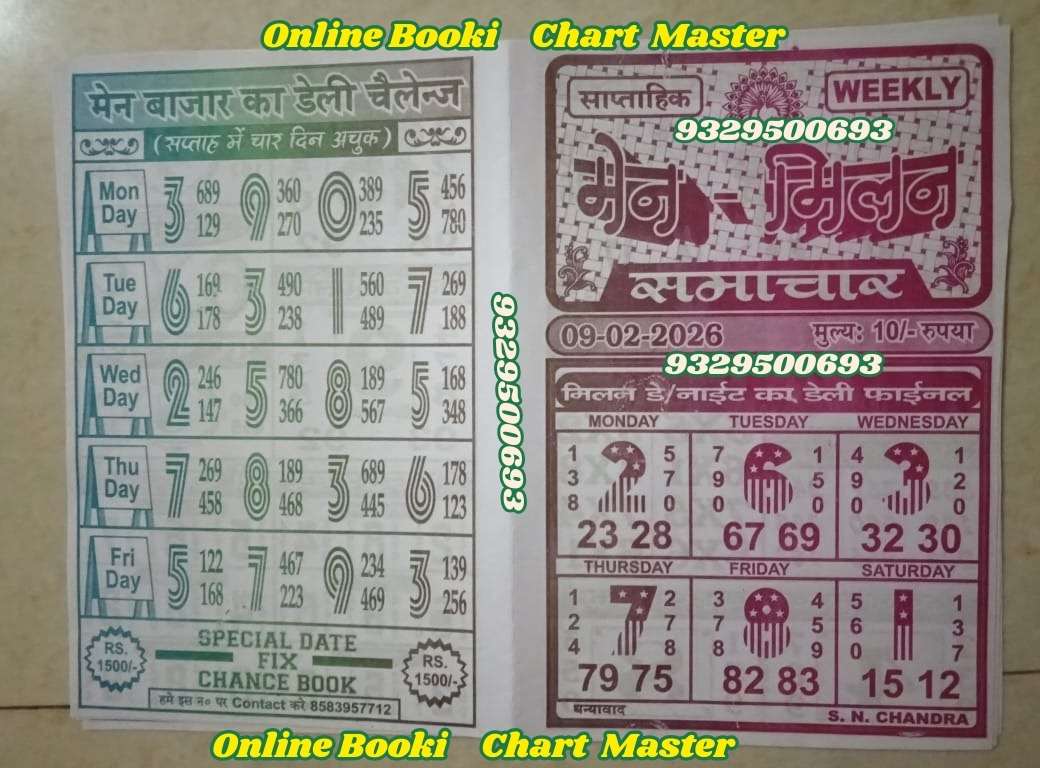 Online Booki Chart Master
मेन बाजार का डेली चैलेन्ज
(सप्ताह में चार दिन अचुक)
Mon Day 3 689 129 9 360 270 0 389 235 5 456 780
Tue Day 6 169 178 3 490 238 1 560 489 7 269 188
Wed Day 2 246 147 5 780 366 8 189 567 5 168 348
Thu Day 7 269 458 8 189 468 3 689 445 6 178 123
Fri Day 5 122 168 7 467 223 9 234 469 3 139 256
RS. 1500/-
SPECIAL DATE
FIX
CHANCE BOOK
RS. 1500/-
हमे इस न० पर Contact करे 8583957712
9329500693
साप्ताहिक WEEKLY
9329500693
मेन - मिलन
समाचार
09-02-2026 मुल्य: 10/- रुपया
9329500693
मिलन डे/नाईट का डेली फाईनल
MONDAY TUESDAY WEDNESDAY
1 5 7 1 4 1
3 2 7 9 6 5 9 3 2
8 0 0 0 0 0
23 28 67 69 32 30
THURSDAY FRIDAY SATURDAY
1 2 3 4 5 1
2 7 7 7 8 5 6 1 3
4 8 8 9 0 7
79 75 82 83 15 12
धन्यावाद S. N. CHANDRA
Online Booki Chart Master